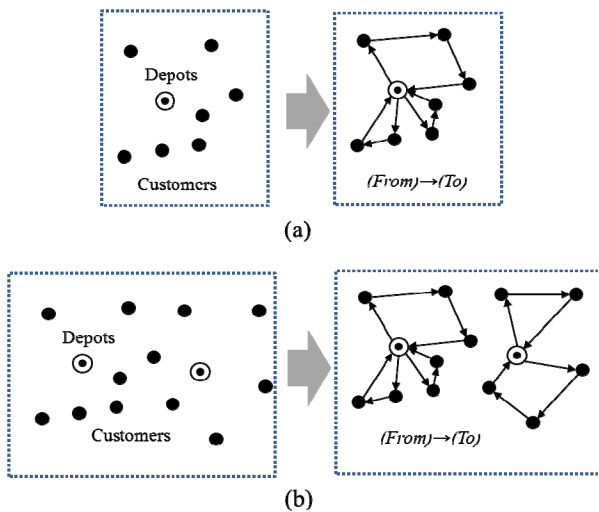 Depots
Customers
(From)→(To)
(a)
Depots
Customers
(From)→(To)
(b)